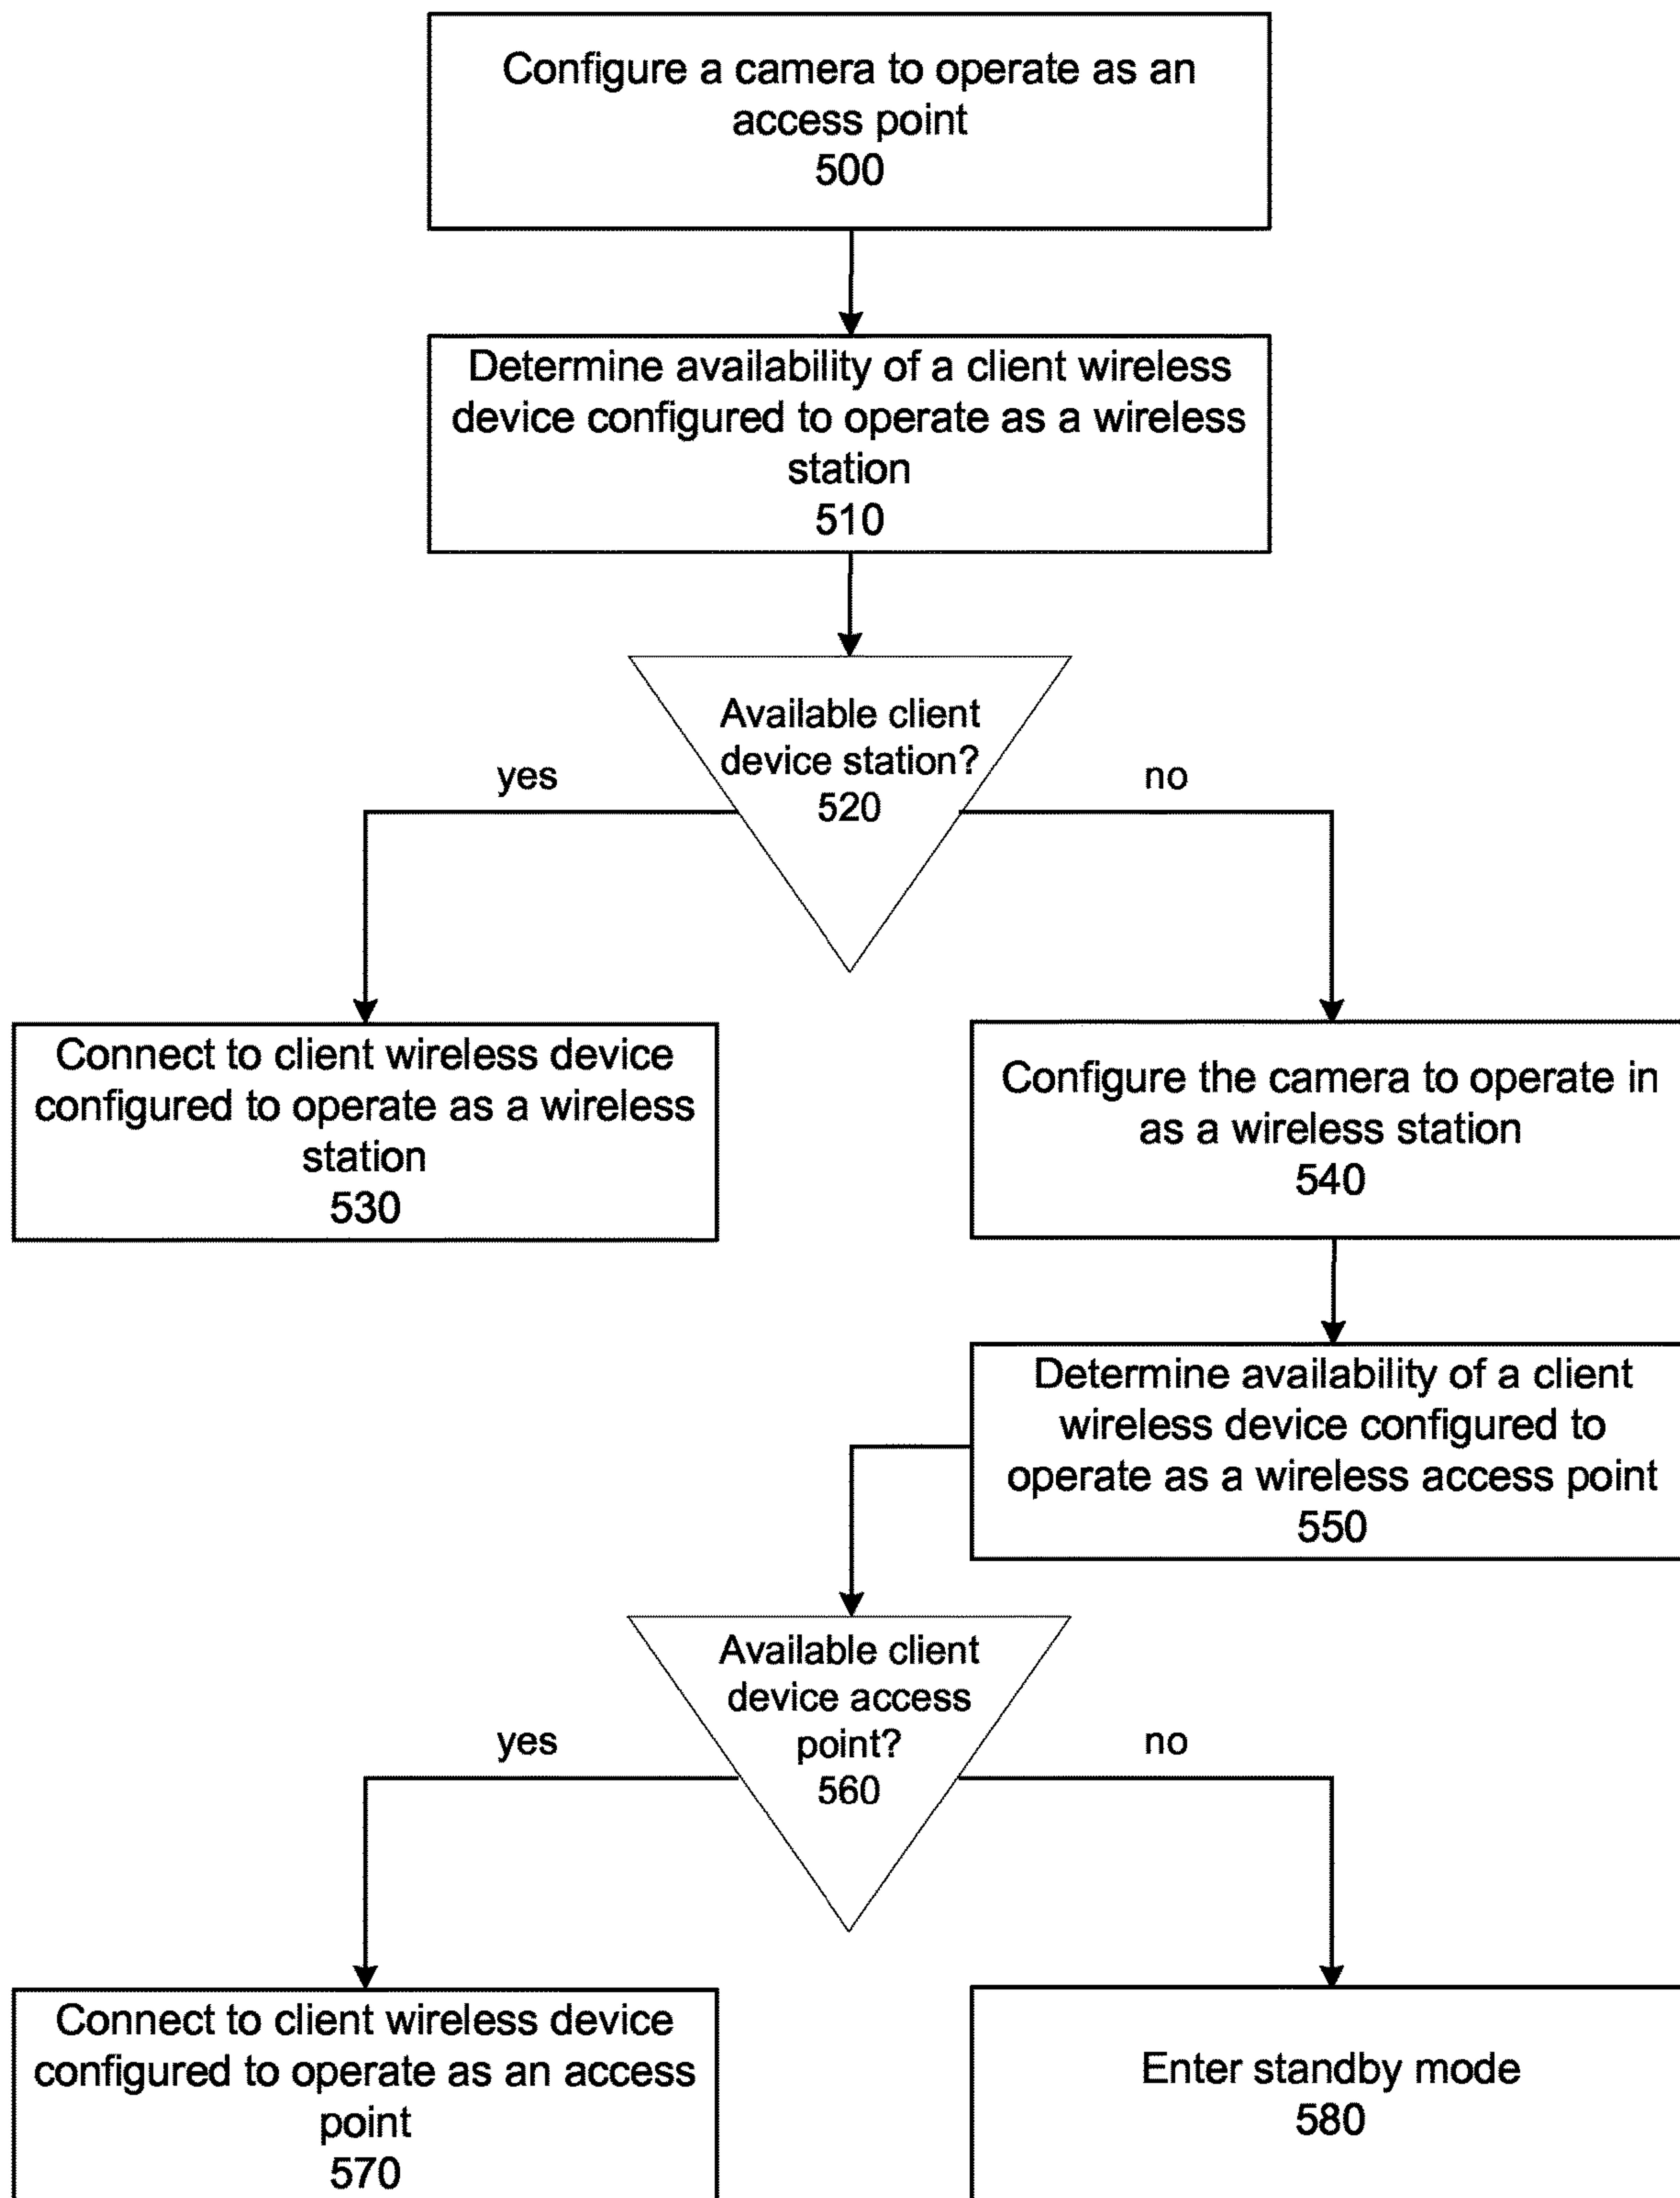 Configure a camera to operate as an
access point
500
Determine availability of a client wireless
device configured to operate as a wireless
station
510
Available client
device station?
520
yes
no
Connect to client wireless device
configured to operate as a wireless
station
530
Configure the camera to operate in
as a wireless station
540
Determine availability of a client
wireless device configured to
operate as a wireless access point
550
Available client
device access
point?
560
yes
no
Connect to client wireless device
configured to operate as an access
point
570
Enter standby mode
580